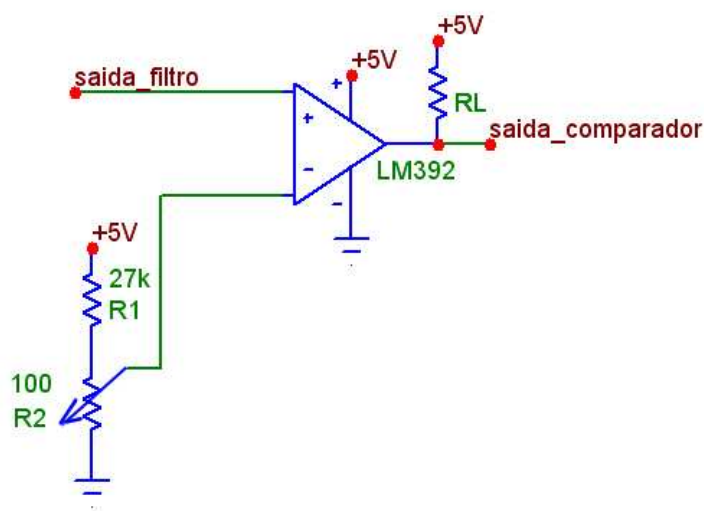 +5V
saida_filtro
+
+5V
RL
saida_comparador
+
-
LM392
-
+5V
27k
R1
100
R2